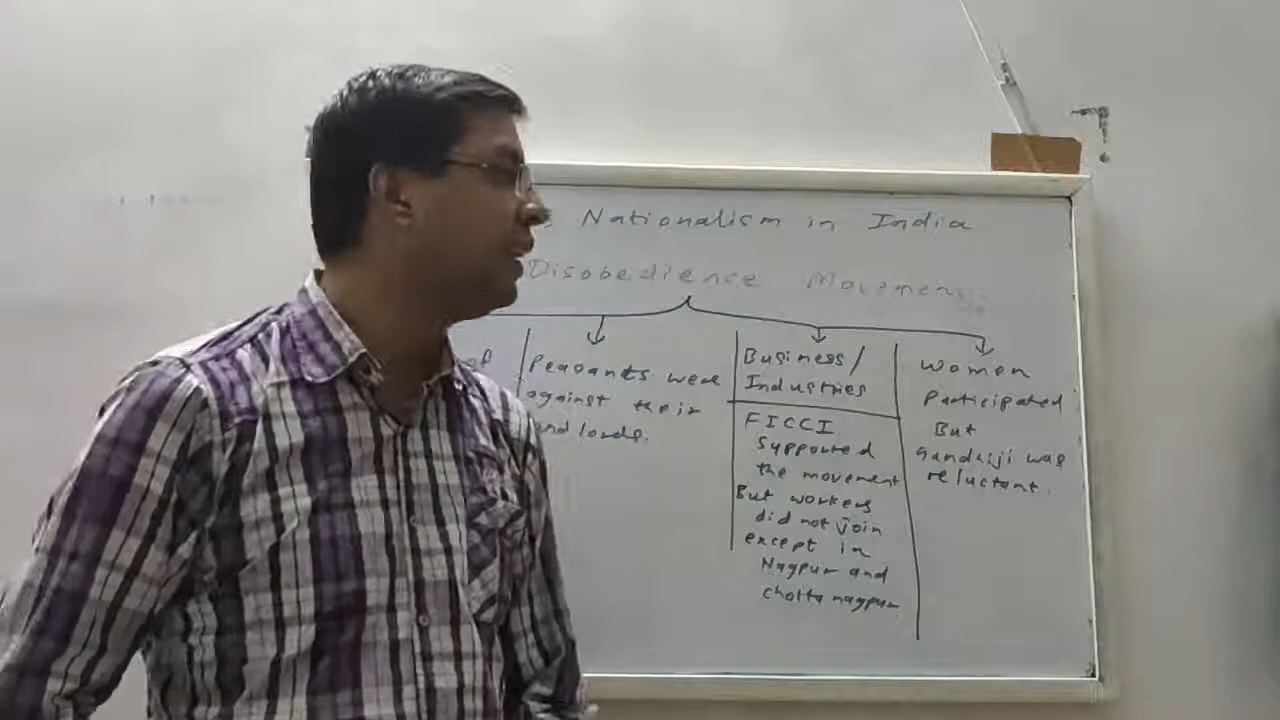 Nationalism in India
Disobedience Movement
of
Peasants were
against their
lords.
Business/
Industries
FICCI
Supported
the movement
But workers
did not join
except in
Nagpur and
chotta nagpur
Women
Participated
But
Gandhiji was
reluctant.